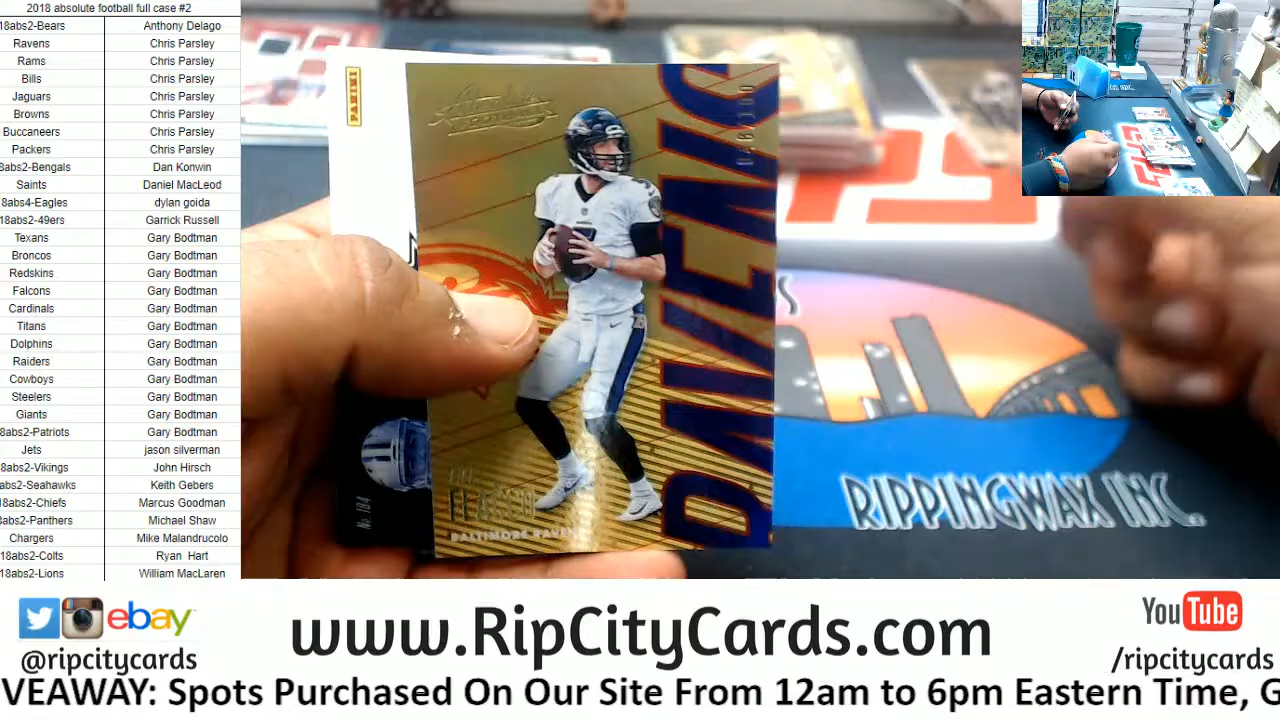 2018 absolute football full case #2
18abs2-Bears Anthony Delago
Ravens Chris Parsley
Rams Chris Parsley
Bills Chris Parsley
Jaguars Chris Parsley
Browns Chris Parsley
Buccaneers Chris Parsley
Packers Chris Parsley
8abs2-Bengals Dan Konwin
Saints Daniel MacLeod
8abs4-Eagles dylan goida
18abs2-49ers Garrick Russell
Texans Gary Bodtman
Broncos Gary Bodtman
Redskins Gary Bodtman
Falcons Gary Bodtman
Cardinals Gary Bodtman
Titans Gary Bodtman
Dolphins Gary Bodtman
Raiders Gary Bodtman
Cowboys Gary Bodtman
Steelers Gary Bodtman
Giants Gary Bodtman
8abs2-Patriots Gary Bodtman
Jets jason silverman
8abs2-Vikings John Hirsch
abs2-Seahawks Keith Gebers
18abs2-Chiefs Marcus Goodman
abs2-Panthers Michael Shaw
Chargers Mike Malandrucolo
18abs2-Colts Ryan Hart
18abs2-Lions William MacLaren
PANINI
RAVENS
FLACCO
BALTIMORE RAVENS
No. 184
RIPPINGWAX INC.
ebay
@ripcitycards
www.RipCityCards.com
YouTube
/ripcitycards
VEAWAY: Spots Purchased On Our Site From 12am to 6pm Eastern Time, G